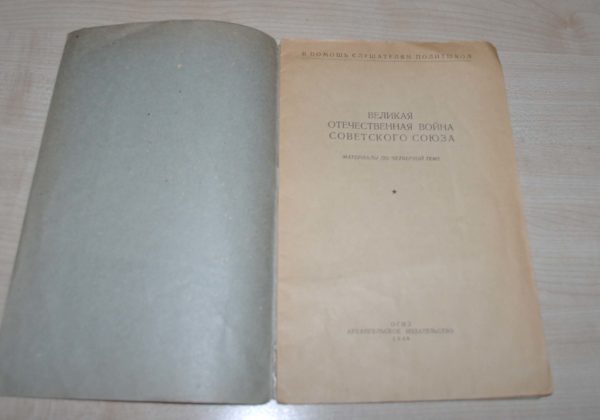 В ПОМОЩЬ СЛУШАТЕЛЯМ ПОЛИТШКОЛ
ВЕЛИКАЯ
ОТЕЧЕСТВЕННАЯ ВОЙНА
СОВЕТСКОГО СОЮЗА
МАТЕРИАЛЫ ПО ЧЕТВЕРТОЙ ТЕМЕ
ОГИЗ
АРХАНГЕЛЬСКОЕ ИЗДАТЕЛЬСТВО